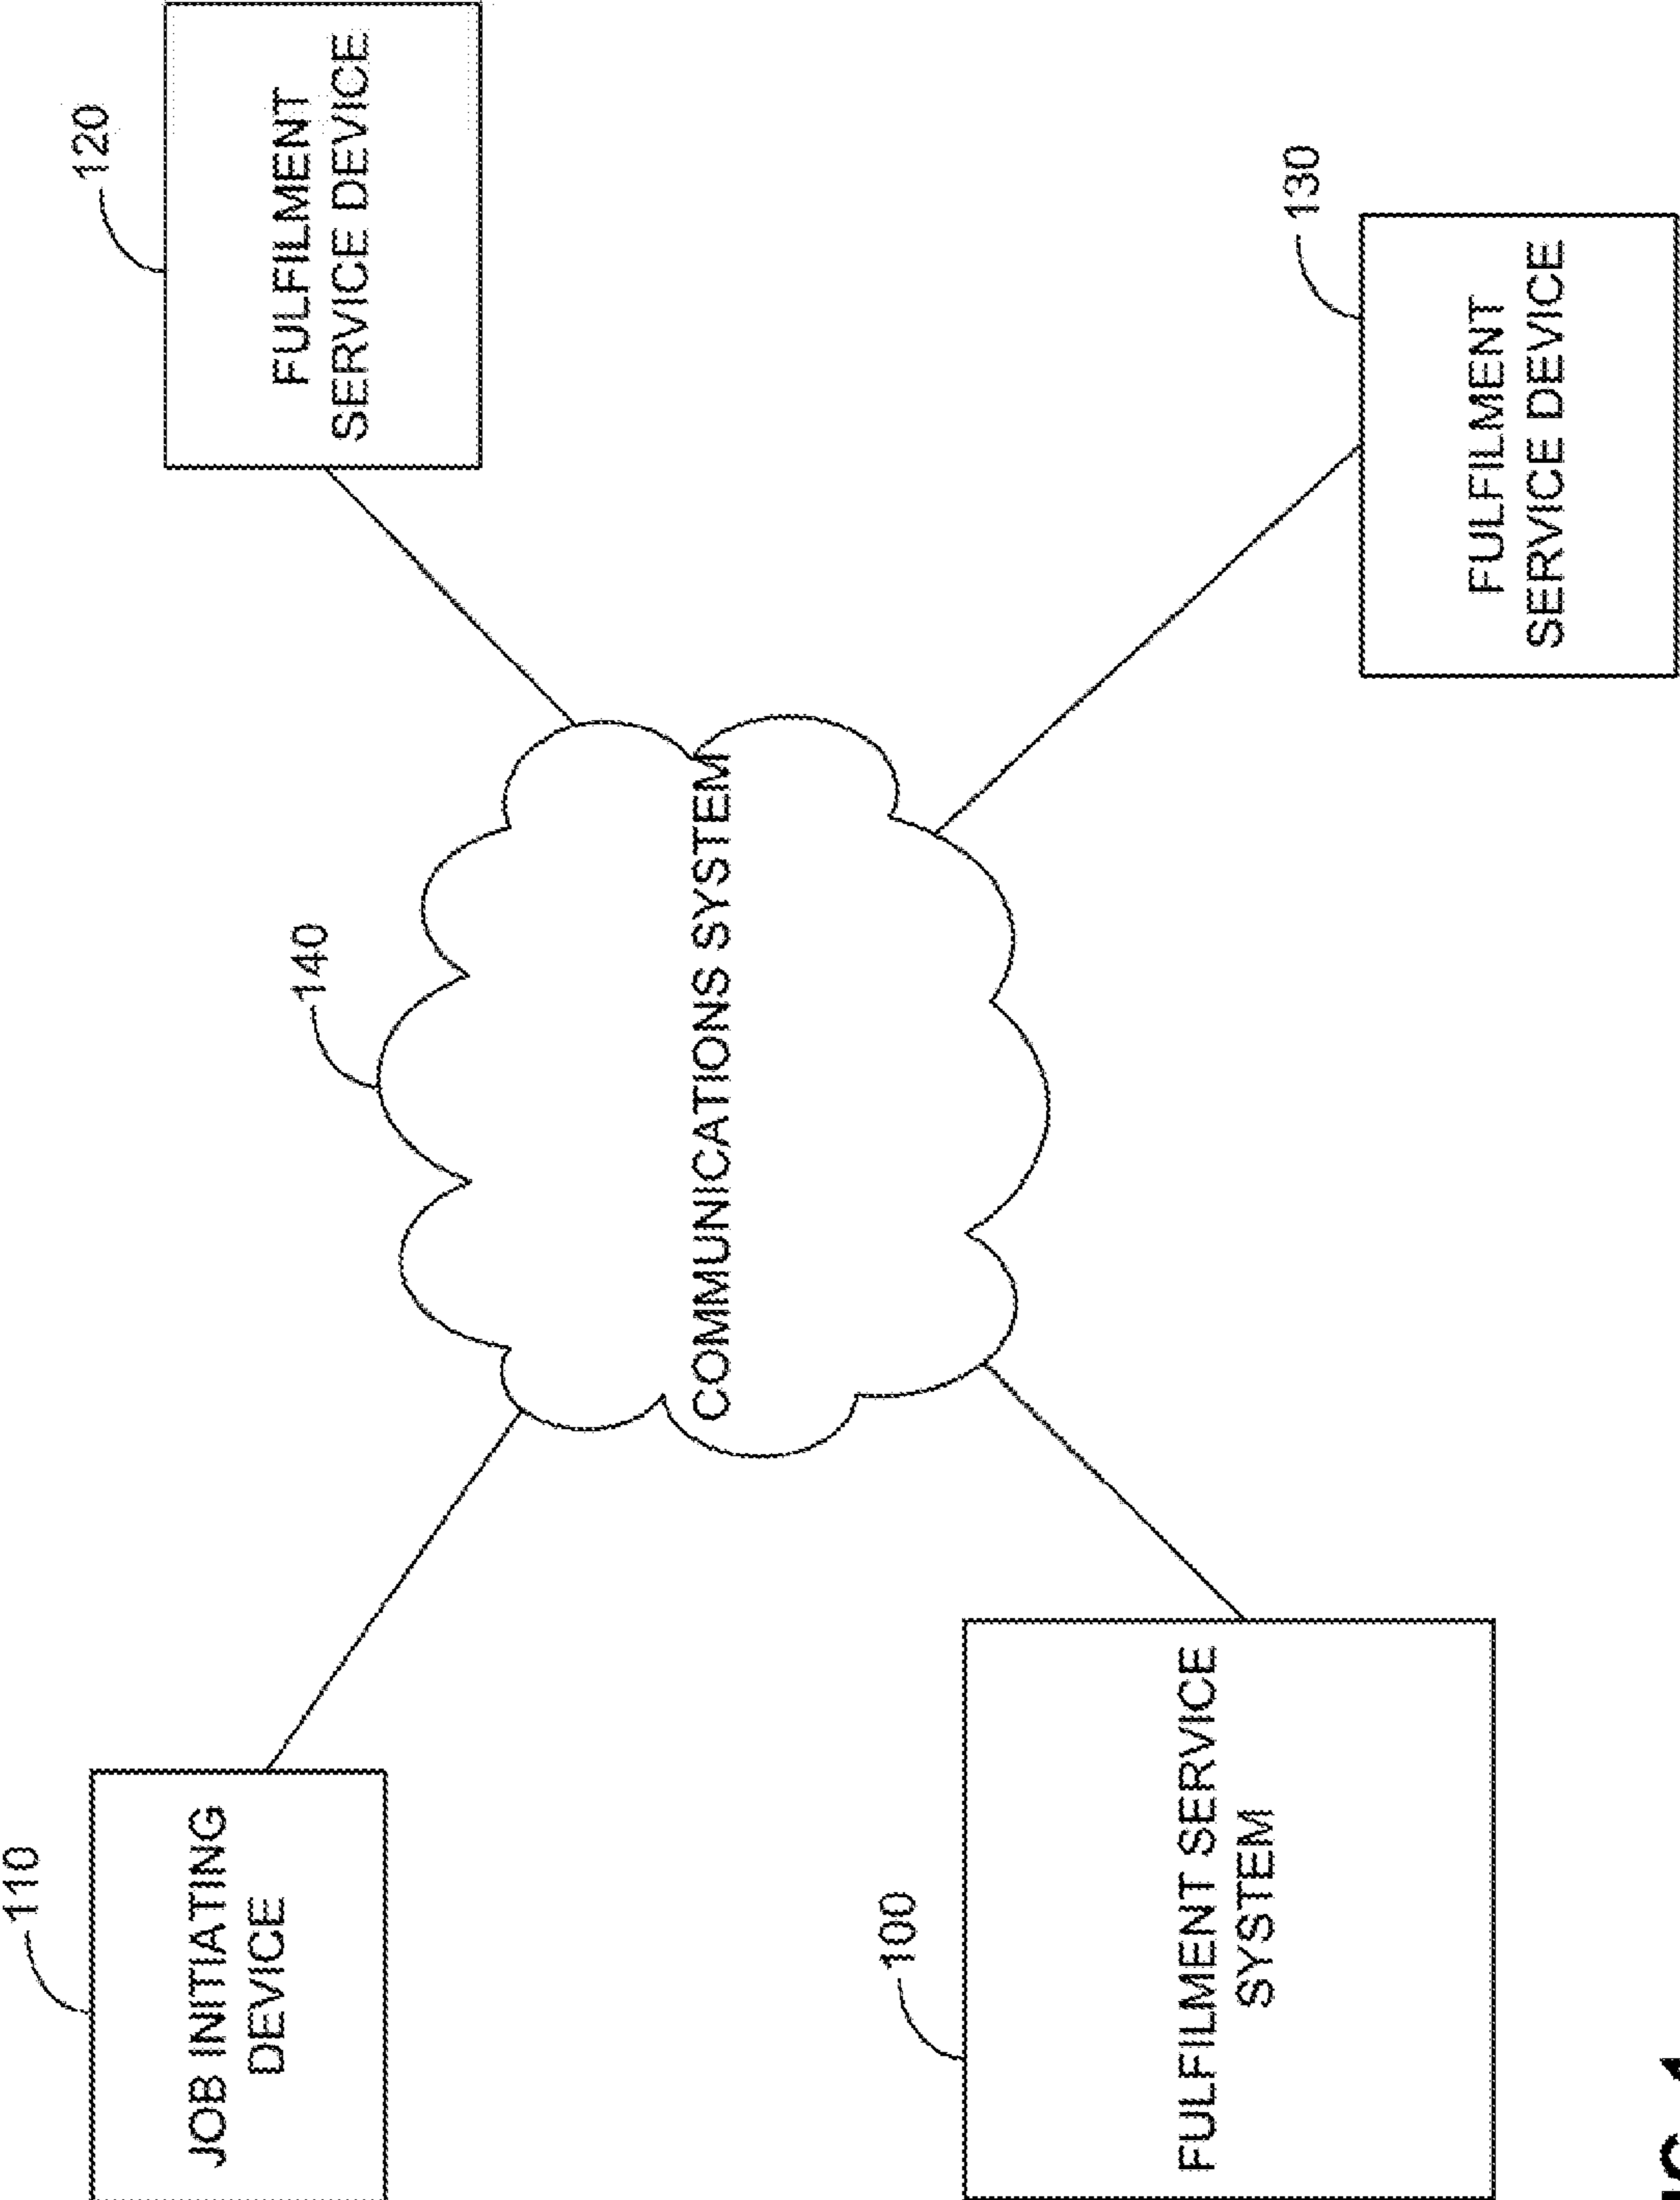 110
JOB INITIATING
DEVICE
120
FULFILMENT
SERVICE DEVICE
140
COMMUNICATIONS SYSTEM
100
FULFILMENT SERVICE
SYSTEM
130
FULFILMENT
SERVICE DEVICE